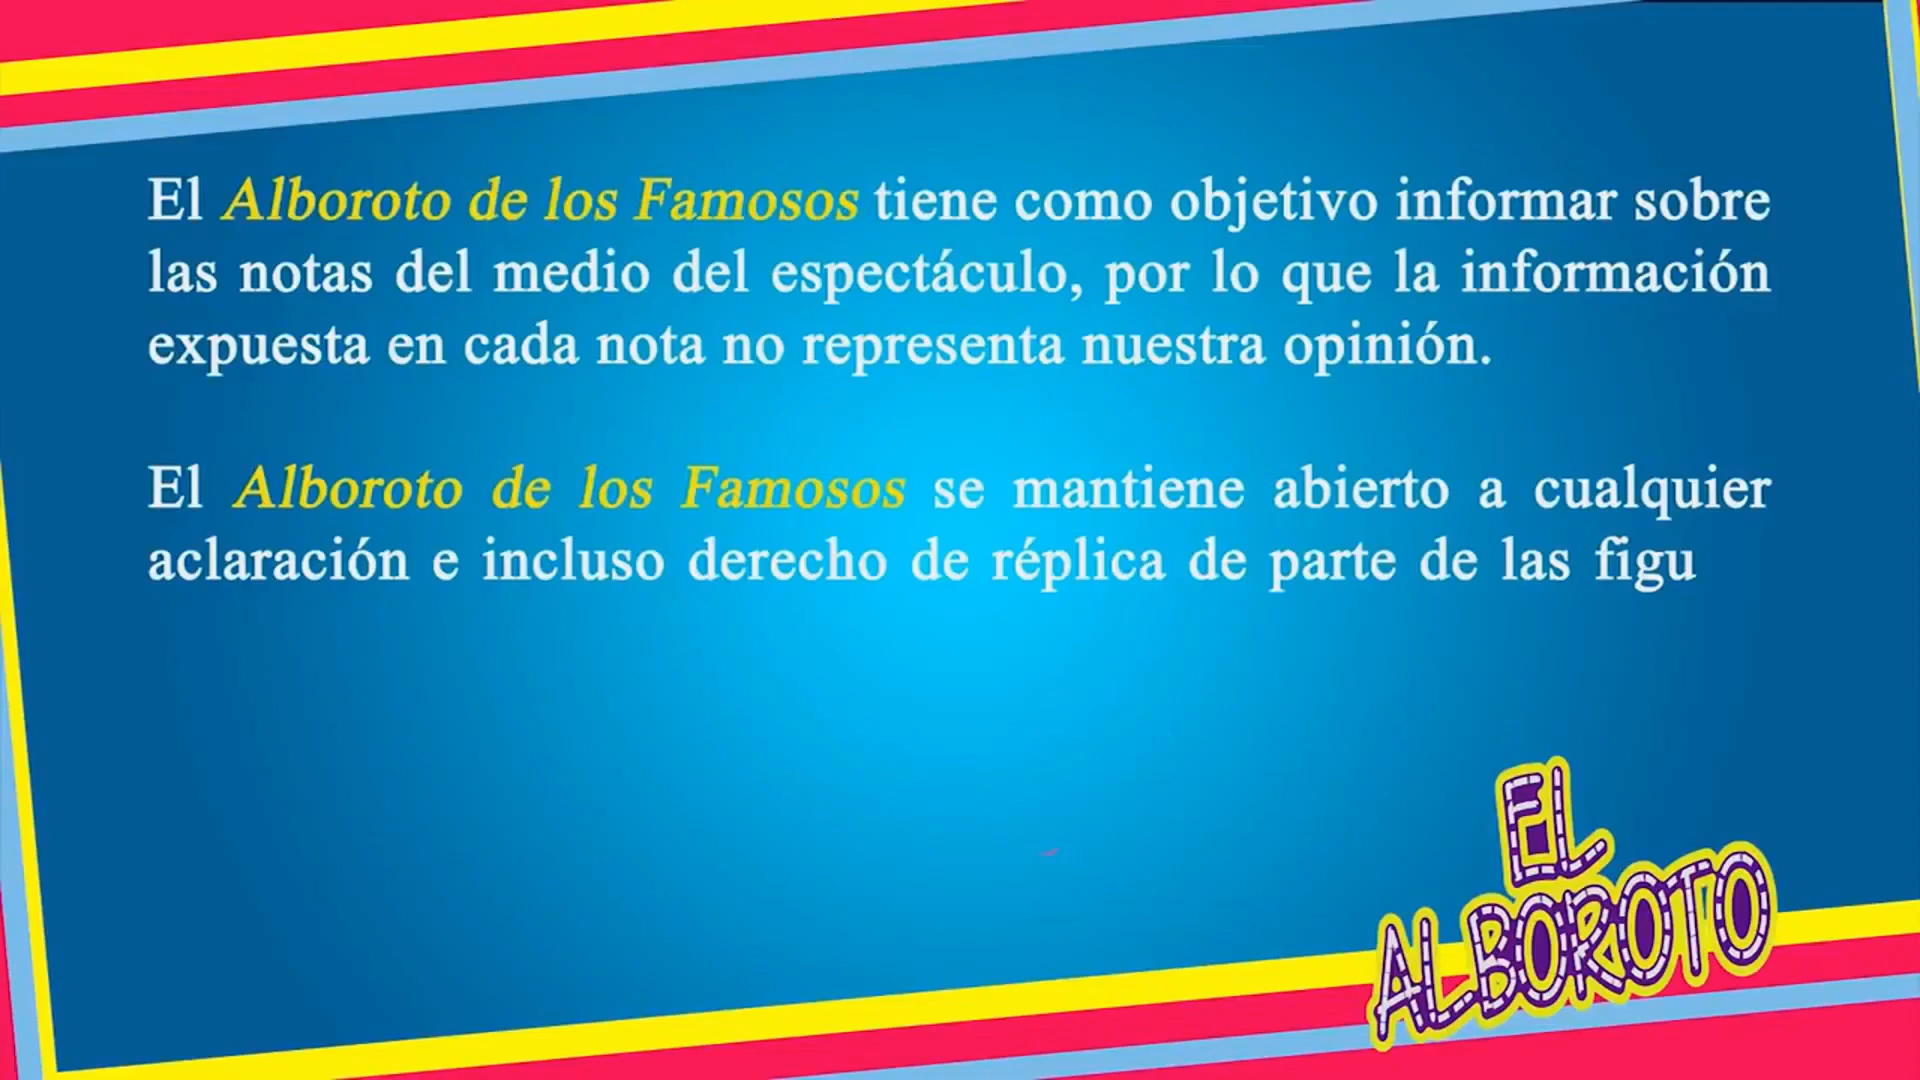 El Alboroto de los Famosos tiene como objetivo informar sobre
las notas del medio del espectáculo, por lo que la información
expuesta en cada nota no representa nuestra opinión.
El Alboroto de los Famosos se mantiene abierto a cualquier
aclaración e incluso derecho de réplica de parte de las figu
EL
ALBOROTO